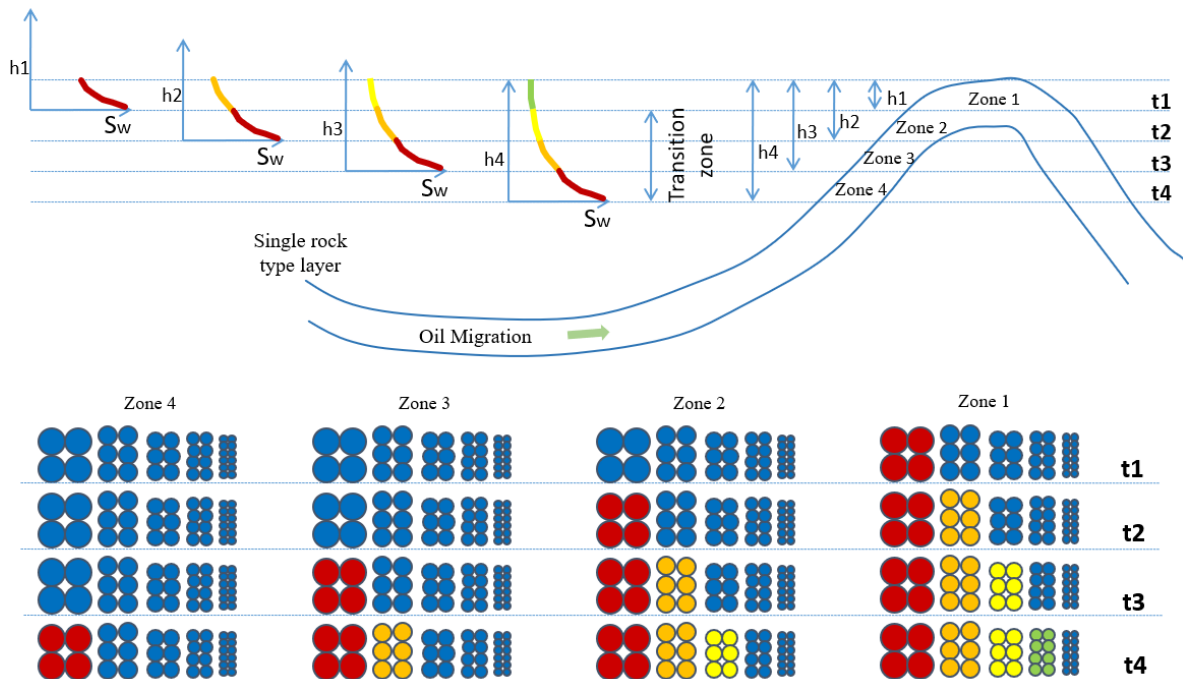 h1
Sw
h2
Sw
h3
Sw
h4
Sw
Transition
zone
h4
h3
h2
h1
Zone 1
Zone 2
Zone 3
Zone 4
t1
t2
t3
t4
Single rock
type layer
Oil Migration
Zone 4
Zone 3
Zone 2
Zone 1
t1
t2
t3
t4